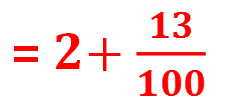 = 2 + 13/100